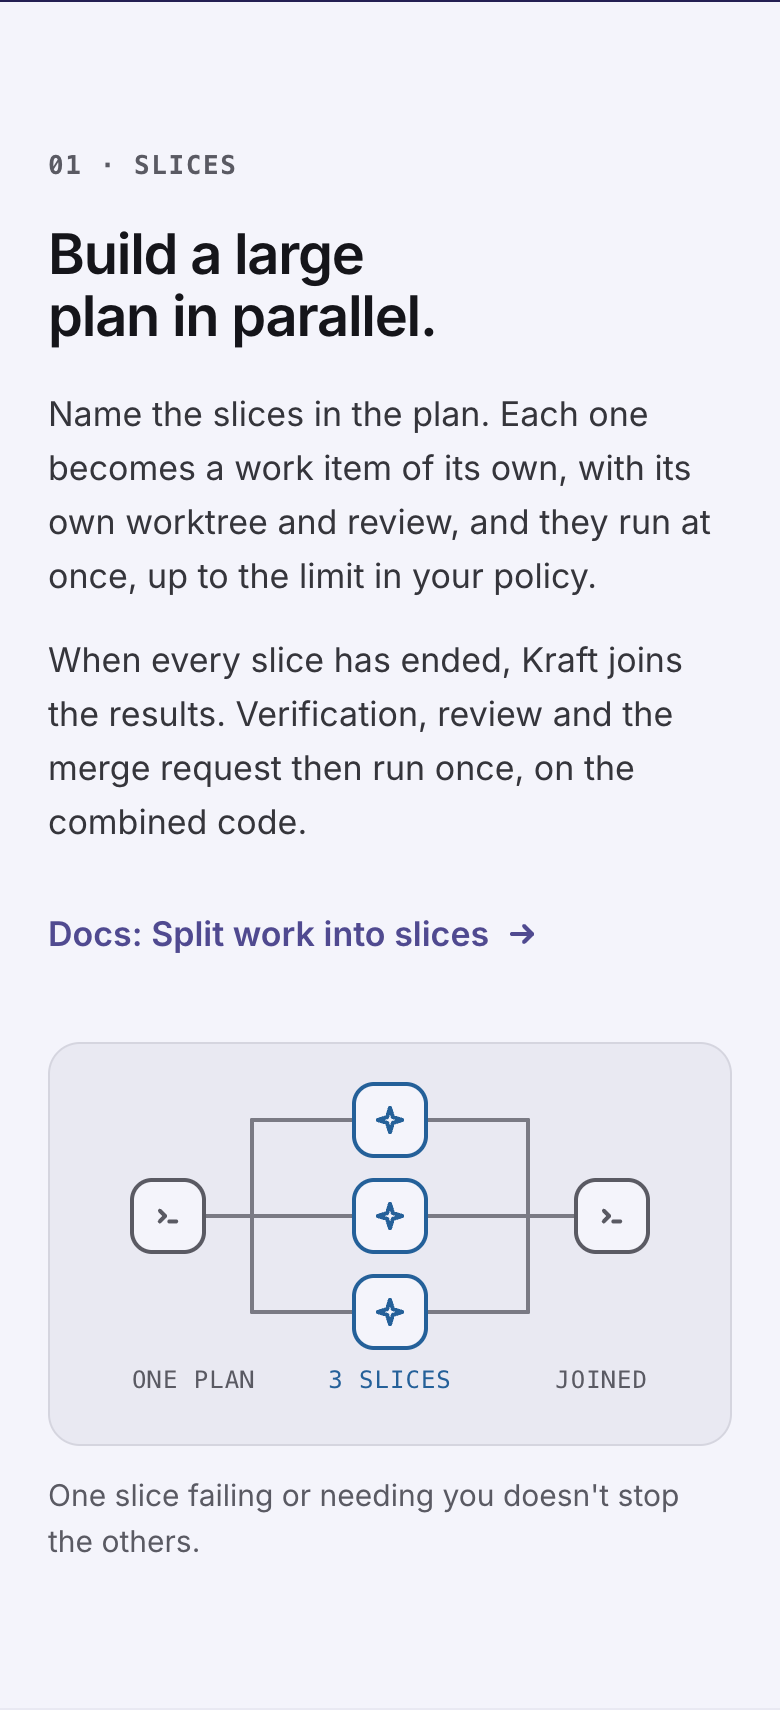 01 · SLICES
Build a large
plan in parallel.
Name the slices in the plan. Each one
becomes a work item of its own, with its
own worktree and review, and they run at
once, up to the limit in your policy.
When every slice has ended, Kraft joins
the results. Verification, review and the
merge request then run once, on the
combined code.
Docs: Split work into slices →
ONE PLAN 3 SLICES JOINED
One slice failing or needing you doesn't stop
the others.